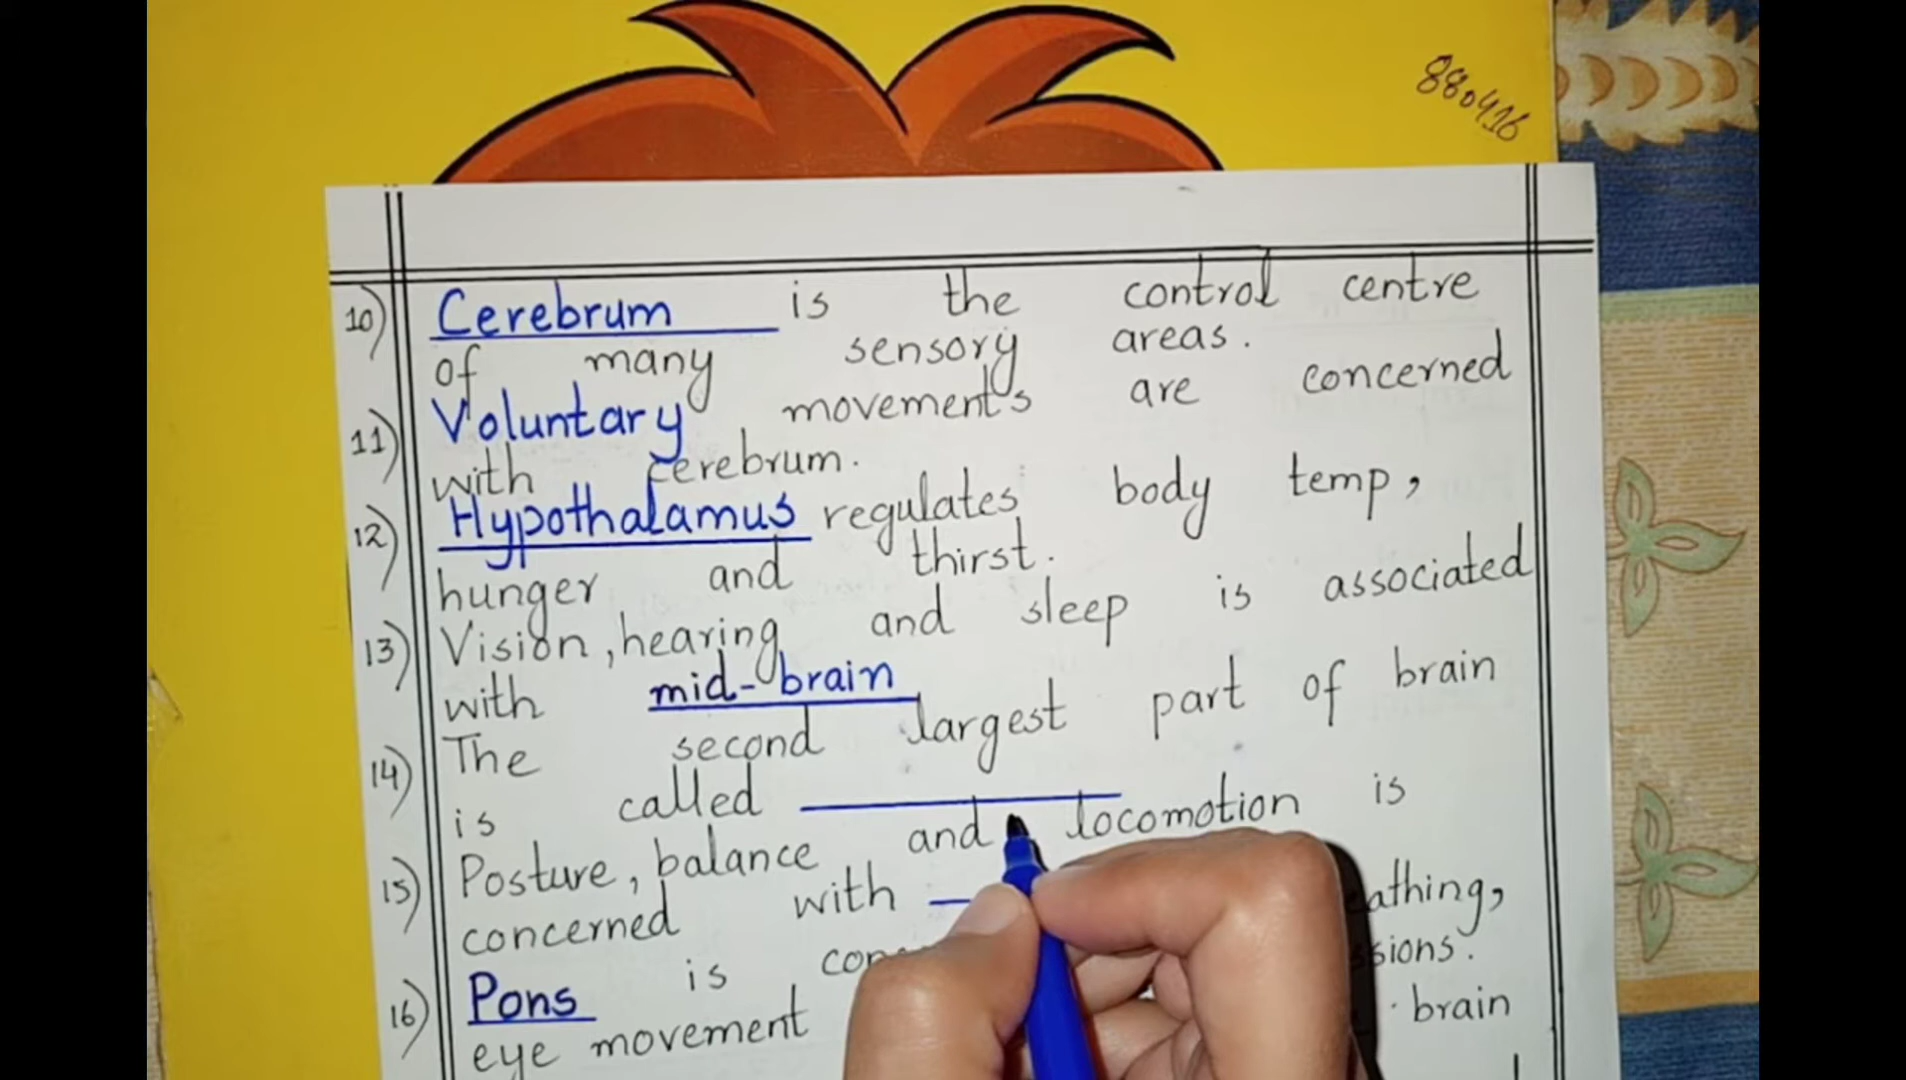 880416
10) Cerebrum is the control centre
of many sensory areas.
11) Voluntary movements are concerned
with cerebrum.
12) Hypothalamus regulates body temp,
hunger and thirst.
13) Vision, hearing and sleep is associated
with mid-brain
14) The second largest part of brain
is called
15) Posture, balance and locomotion is
concerned with
16) Pons is
eye movement brain